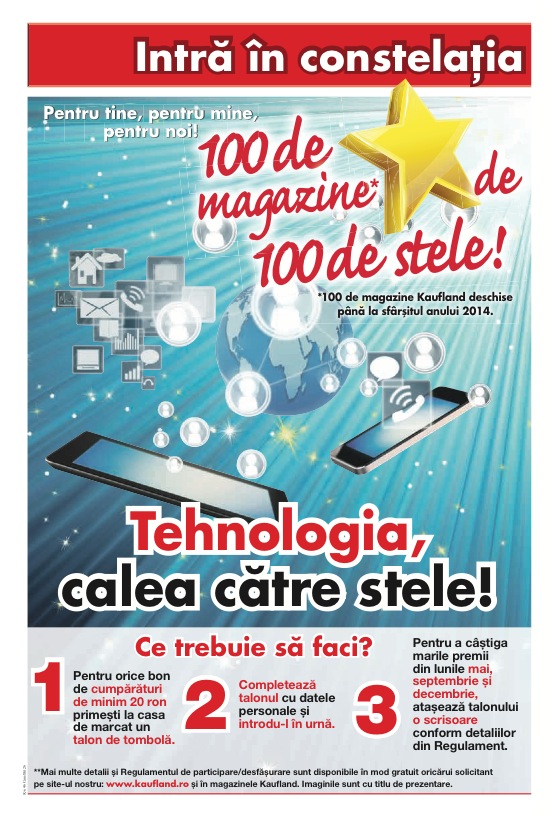 Intră în constelația
Pentru tine, pentru mine,
pentru noi!
100 de
magazine* de
100 de stele!
*100 de magazine Kaufland deschise
până la sfârșitul anului 2014.
Tehnologia,
calea către stele!
Ce trebuie să faci?
1
Pentru orice bon
de cumpărături
de minim 20 ron
primești la casa
de marcat un
talon de tombolă.
2
Completează
talonul cu datele
personale și
introdu-l în urnă.
3
Pentru a câștiga
marile premii
din lunile mai,
septembrie și
decembrie,
atașează talonului
o scrisoare
conform detaliilor
din Regulament.
**Mai multe detalii și Regulamentul de participare/desfășurare sunt disponibile în mod gratuit oricărui solicitant
pe site-ul nostru: www.kaufland.ro și în magazinele Kaufland. Imaginile sunt cu titlu de prezentare.